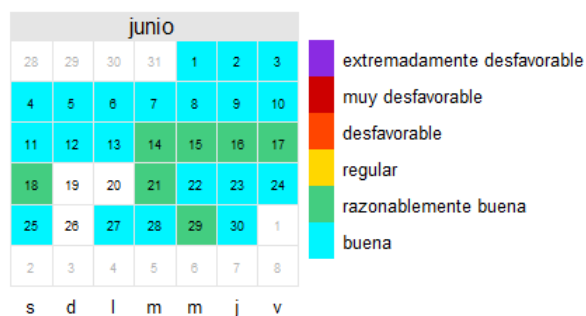 junio
28 29 30 31 1 2 3
4 5 6 7 8 9 10
11 12 13 14 15 16 17
18 19 20 21 22 23 24
25 26 27 28 29 30 1
2 3 4 5 6 7 8
s d l m m j v
extremadamente desfavorable
muy desfavorable
desfavorable
regular
razonablemente buena
buena